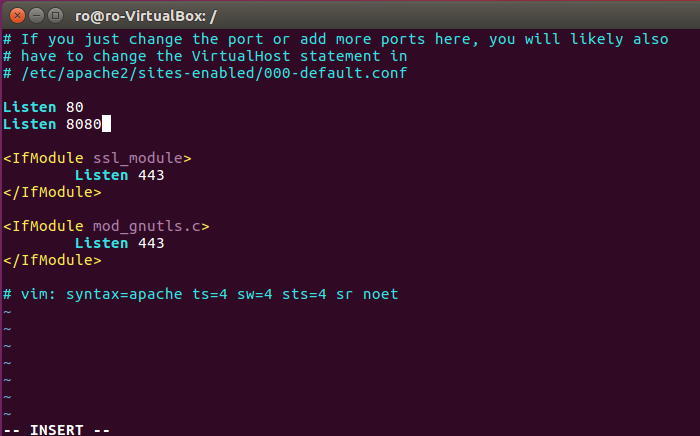 ro@ro-VirtualBox: /
# If you just change the port or add more ports here, you will likely also
# have to change the VirtualHost statement in
# /etc/apache2/sites-enabled/000-default.conf
Listen 80
Listen 8080
<IfModule ssl_module>
        Listen 443
</IfModule>
<IfModule mod_gnutls.c>
        Listen 443
</IfModule>
# vim: syntax=apache ts=4 sw=4 sts=4 sr noet
~
~
~
~
~
~
~
-- INSERT --